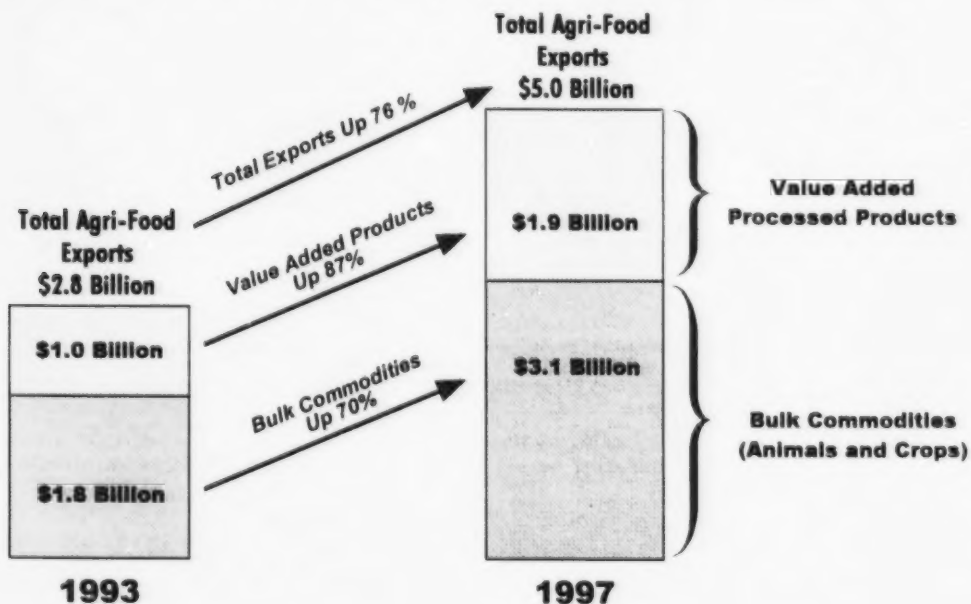 Total Agri-Food
Exports
$5.0 Billion
Total Exports Up 76 %
Value Added
Processed Products
$1.9 Billion
Total Agri-Food
Exports
$2.8 Billion
Value Added Products
Up 87%
$1.0 Billion
$3.1 Billion
Bulk Commodities
Up 70%
Bulk Commodities
(Animals and Crops)
$1.8 Billion
1993
1997